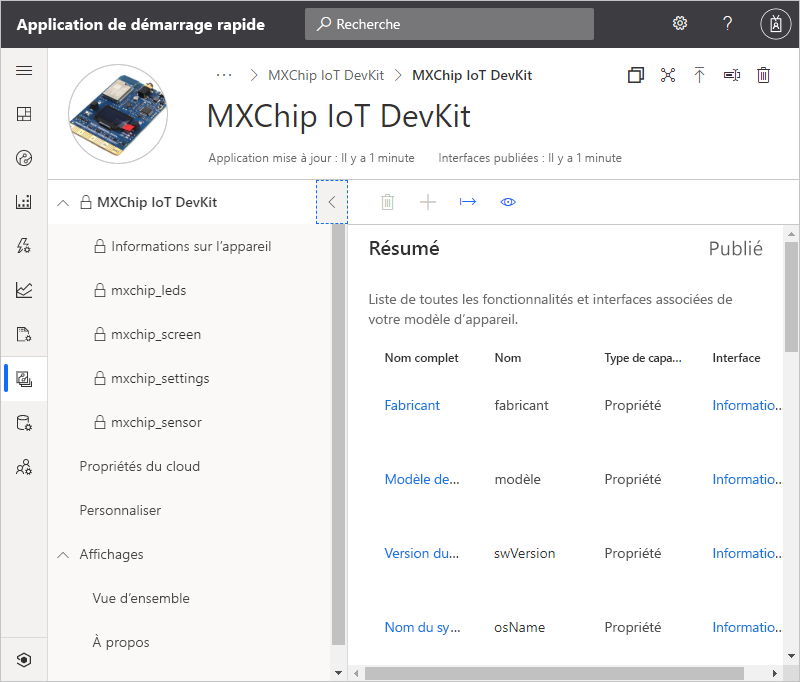 Application de démarrage rapide
Recherche
?
··· > MXChip IoT DevKit > MXChip IoT DevKit
MXChip IoT DevKit
Application mise à jour : Il y a 1 minute Interfaces publiées : Il y a 1 minute
MXChip IoT DevKit
Informations sur l’appareil
mxchip_leds
mxchip_screen
mxchip_settings
mxchip_sensor
Propriétés du cloud
Personnaliser
Affichages
Vue d’ensemble
À propos
Résumé
Publié
Liste de toutes les fonctionnalités et interfaces associées de
votre modèle d’appareil.
Nom complet Nom Type de capa... Interface
Fabricant fabricant Propriété Informatio..
Modèle de... modèle Propriété Informatio..
Version du... swVersion Propriété Informatio..
Nom du sy... osName Propriété Informatio..